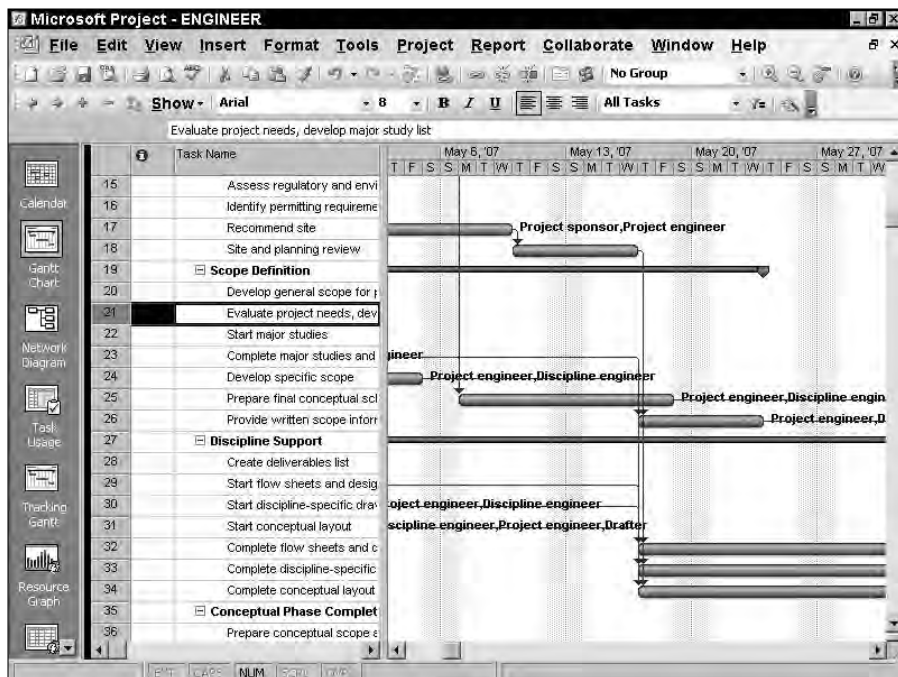 Microsoft Project - ENGINEER
File Edit View Insert Format Tools Project Report Collaborate Window Help
No Group
Show Arial 8 B I U All Tasks
Evaluate project needs, develop major study list
Task Name May 6, '07 May 13, '07 May 20, '07 May 27, '07
T F S S M T W T F S S M T W T F S S M T W T F S S M T W
Calendar
Gantt Chart
Network Diagram
Task Usage
Tracking Gantt
Resource Graph
15 Assess regulatory and envi
16 Identify permitting requireme
17 Recommend site Project sponsor,Project engineer
18 Site and planning review
19 Scope Definition
20 Develop general scope for p
21 Evaluate project needs, dev
22 Start major studies
23 Complete major studies and gineer
24 Develop specific scope Project engineer,Discipline engineer
25 Prepare final conceptual scl Project engineer,Discipline engin
26 Provide written scope inforr Project engineer,D
27 Discipline Support
28 Create deliverables list
29 Start flow sheets and desig
30 Start discipline-specific dra oject engineer,Discipline engineer
31 Start conceptual layout scipline engineer,Project engineer,Drafter
32 Complete flow sheets and c
33 Complete discipline-specific
34 Complete conceptual layout
35 Conceptual Phase Complet
36 Prepare conceptual scope a
EXT CAPS NUM SCRL OVR